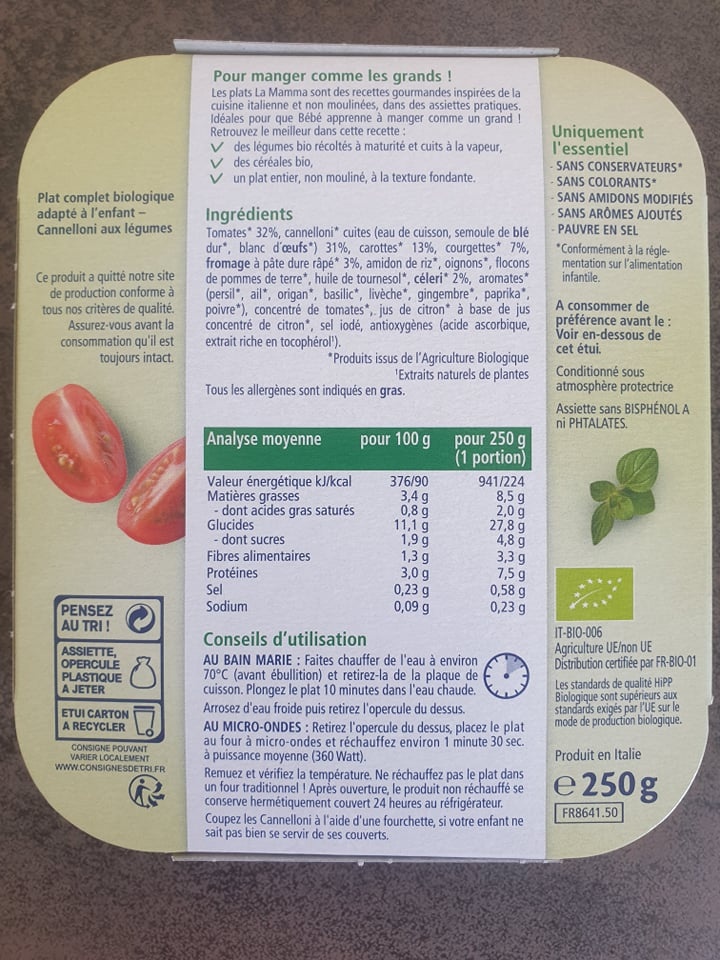 Plat complet biologique
adapté à l'enfant –
Cannelloni aux légumes
Ce produit a quitté notre site
de production conforme à
tous nos critères de qualité.
Assurez-vous avant la
consommation qu'il est
toujours intact.
PENSEZ
AU TRI !
ASSIETTE,
OPERCULE
PLASTIQUE
A JETER
ETUI CARTON
A RECYCLER
CONSIGNE POUVANT
VARIER LOCALEMENT
WWW.CONSIGNESDETRI.FR
Pour manger comme les grands !
Les plats La Mamma sont des recettes gourmandes inspirées de la
cuisine italienne et non moulinées, dans des assiettes pratiques.
Idéales pour que Bébé apprenne à manger comme un grand !
Retrouvez le meilleur dans cette recette :
✓ des légumes bio récoltés à maturité et cuits à la vapeur,
✓ des céréales bio,
✓ un plat entier, non mouliné, à la texture fondante.
Ingrédients
Tomates* 32%, cannelloni* cuites (eau de cuisson, semoule de blé
dur*, blanc d'œufs*) 31%, carottes* 13%, courgettes* 7%,
fromage à pâte dure râpé* 3%, amidon de riz*, oignons*, flocons
de pommes de terre*, huile de tournesol*, céleri* 2%, aromates*
(persil*, ail*, origan*, basilic*, livèche*, gingembre*, paprika*,
poivre*), concentré de tomates*, jus de citron* à base de jus
concentré de citron*, sel iodé, antioxygènes (acide ascorbique,
extrait riche en tocophérol¹).
*Produits issus de l'Agriculture Biologique
¹Extraits naturels de plantes
Tous les allergènes sont indiqués en gras.
Analyse moyenne pour 100 g pour 250 g
(1 portion)
Valeur énergétique kJ/kcal 376/90 941/224
Matières grasses 3,4 g 8,5 g
- dont acides gras saturés 0,8 g 2,0 g
Glucides 11,1 g 27,8 g
- dont sucres 1,9 g 4,8 g
Fibres alimentaires 1,3 g 3,3 g
Protéines 3,0 g 7,5 g
Sel 0,23 g 0,58 g
Sodium 0,09 g 0,23 g
Conseils d'utilisation
AU BAIN MARIE : Faites chauffer de l'eau à environ
70°C (avant ébullition) et retirez-la de la plaque de
cuisson. Plongez le plat 10 minutes dans l'eau chaude.
Arrosez d'eau froide puis retirez l'opercule du dessus.
AU MICRO-ONDES : Retirez l'opercule du dessus, placez le plat
au four à micro-ondes et réchauffez environ 1 minute 30 sec.
à puissance moyenne (360 Watt).
Remuez et vérifiez la température. Ne réchauffez pas le plat dans
un four traditionnel ! Après ouverture, le produit non réchauffé se
conserve hermétiquement couvert 24 heures au réfrigérateur.
Coupez les Cannelloni à l'aide d'une fourchette, si votre enfant ne
sait pas bien se servir de ses couverts.
Uniquement
l'essentiel
- SANS CONSERVATEURS*
- SANS COLORANTS*
- SANS AMIDONS MODIFIÉS
- SANS ARÔMES AJOUTÉS
- PAUVRE EN SEL
*Conformément à la régle-
mentation sur l'alimentation
infantile.
A consommer de
préférence avant le :
Voir en-dessous de
cet étui.
Conditionné sous
atmosphère protectrice
Assiette sans BISPHÉNOL A
ni PHTALATES.
IT-BIO-006
Agriculture UE/non UE
Distribution certifiée par FR-BIO-01
Les standards de qualité HiPP
Biologique sont supérieurs aux
standards exigés par l'UE sur le
mode de production biologique.
Produit en Italie
e 250 g
FR8641.50